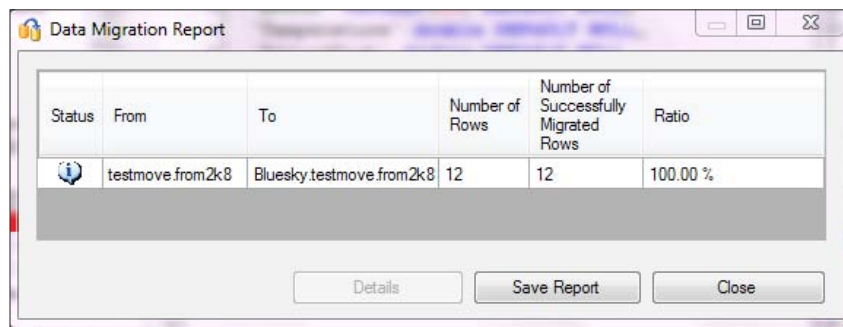 Data Migration Report
Status From To Number of Rows Number of Successfully Migrated Rows Ratio
testmove.from2k8 Bluesky.testmove.from2k8 12 12 100.00 %
Details Save Report Close